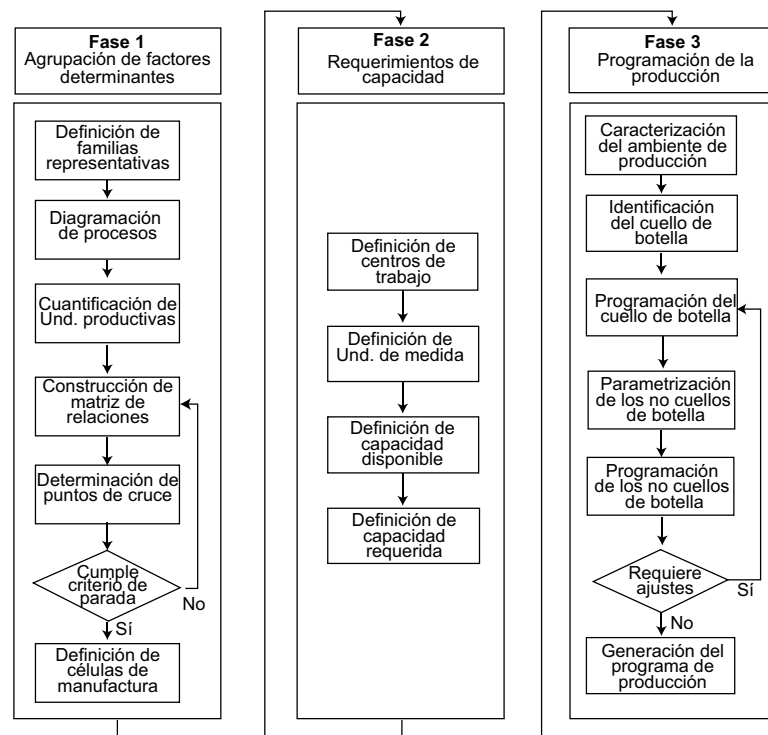 Fase 1
Agrupación de factores
determinantes
Definición de
familias
representativas
Diagramación
de procesos
Cuantificación de
Und. productivas
Construcción de
matriz de
relaciones
Determinación de
puntos de cruce
Cumple
criterio de
parada
No
Sí
Definición de
células de
manufactura
Fase 2
Requerimientos de
capacidad
Definición de
centros de
trabajo
Definición de
Und. de medida
Definición de
capacidad
disponible
Definición de
capacidad
requerida
Fase 3
Programación de la
producción
Caracterización
del ambiente de
producción
Identificación
del cuello de
botella
Programación del
cuello de botella
Parametrización
de los no cuellos
de botella
Programación
de los no cuellos
de botella
Requiere
ajustes
Sí
No
Generación del
programa de
producción